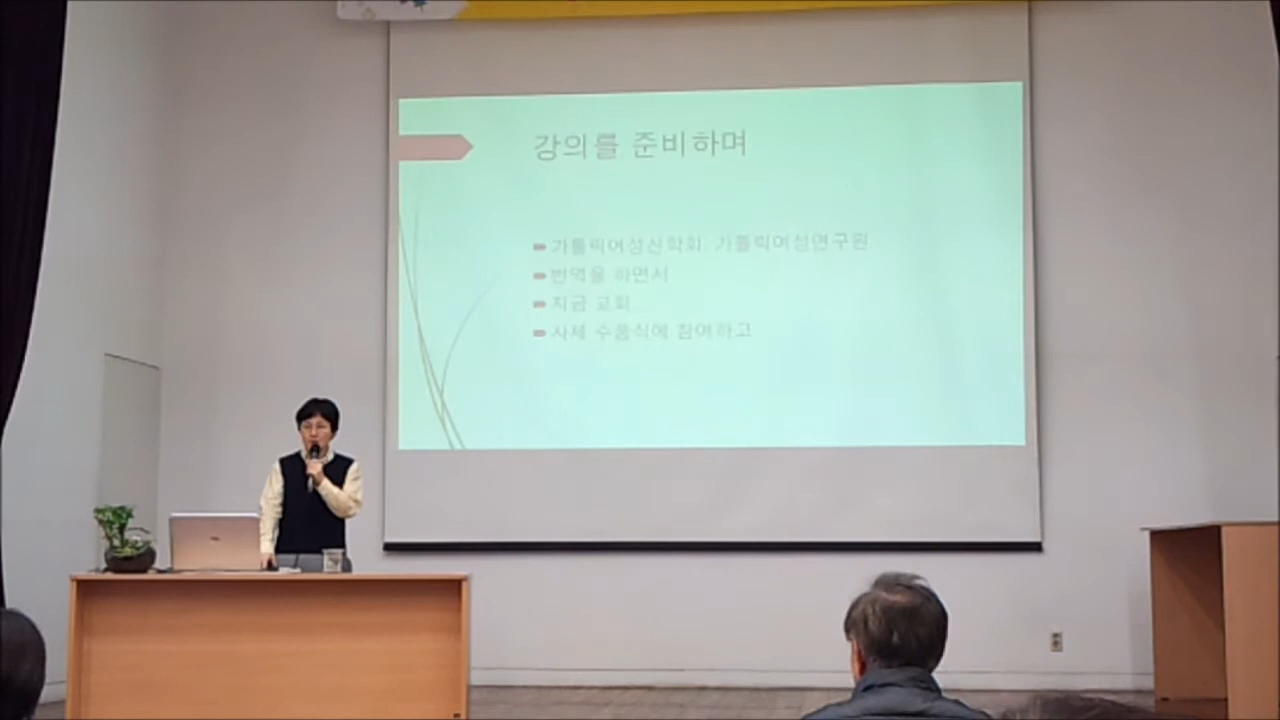 강의를 준비하며
가톨릭여성신학회, 가톨릭여성연구원
번역을 하면서
지금 교회...
사제 수품식에 참여하고